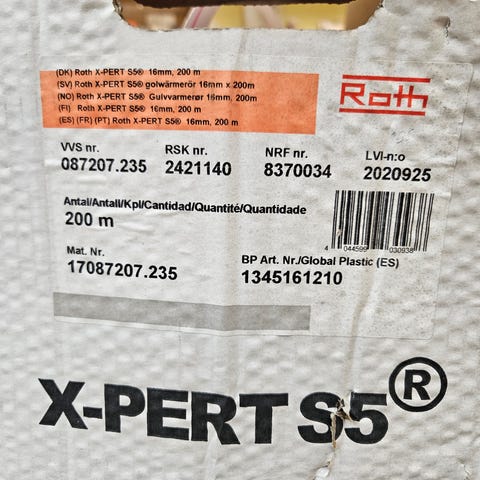 (DK) Roth X-PERT S5® 16mm, 200 m
(SV) Roth X-PERT S5® golvvärmerör 16mm x 200m
(NO) Roth X-PERT S5® Gulvvarmerør 16mm, 200m
(FI) Roth X-PERT S5® 16mm, 200 m
(ES) (FR) (PT) Roth X-PERT S5® 16mm, 200 m
Roth
VVS nr. RSK nr. NRF nr. LVI-n:o
087207.235 2421140 8370034 2020925
Antal/Antall/Kpl/Cantidad/Quantité/Quantidade
200 m
4 044599 030938
Mat. Nr. BP Art. Nr./Global Plastic (ES)
17087207.235 1345161210
X-PERT S5®